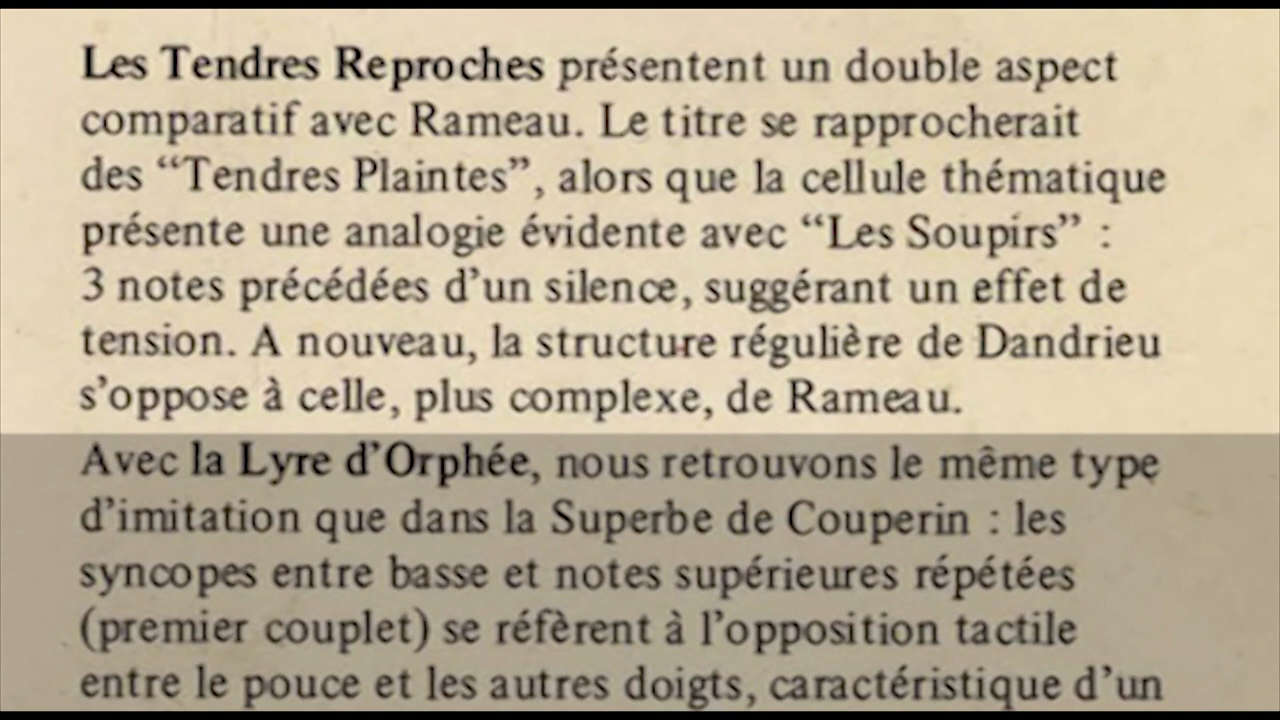 Les Tendres Reproches présentent un double aspect
comparatif avec Rameau. Le titre se rapprocherait
des “Tendres Plaintes”, alors que la cellule thématique
présente une analogie évidente avec “Les Soupirs” :
3 notes précédées d’un silence, suggérant un effet de
tension. A nouveau, la structure régulière de Dandrieu
s’oppose à celle, plus complexe, de Rameau.
Avec la Lyre d’Orphée, nous retrouvons le même type
d’imitation que dans la Superbe de Couperin : les
syncopes entre basse et notes supérieures répétées
(premier couplet) se réfèrent à l’opposition tactile
entre le pouce et les autres doigts, caractéristique d’un